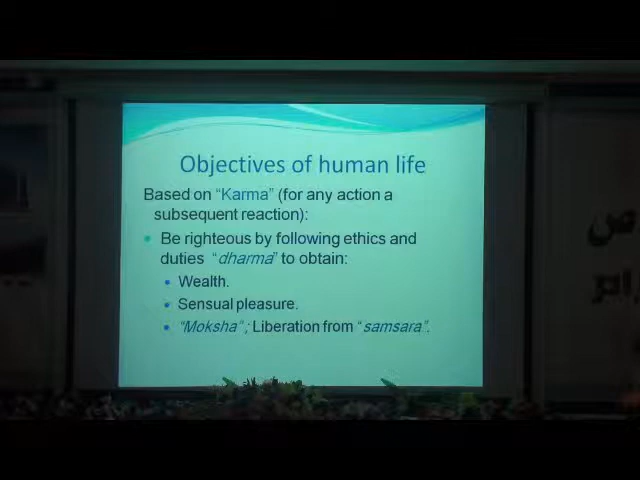 Objectives of human life
Based on "Karma" (for any action a
subsequent reaction):
Be righteous by following ethics and
duties "dharma" to obtain:
Wealth.
Sensual pleasure.
"Moksha"; Liberation from "samsara".